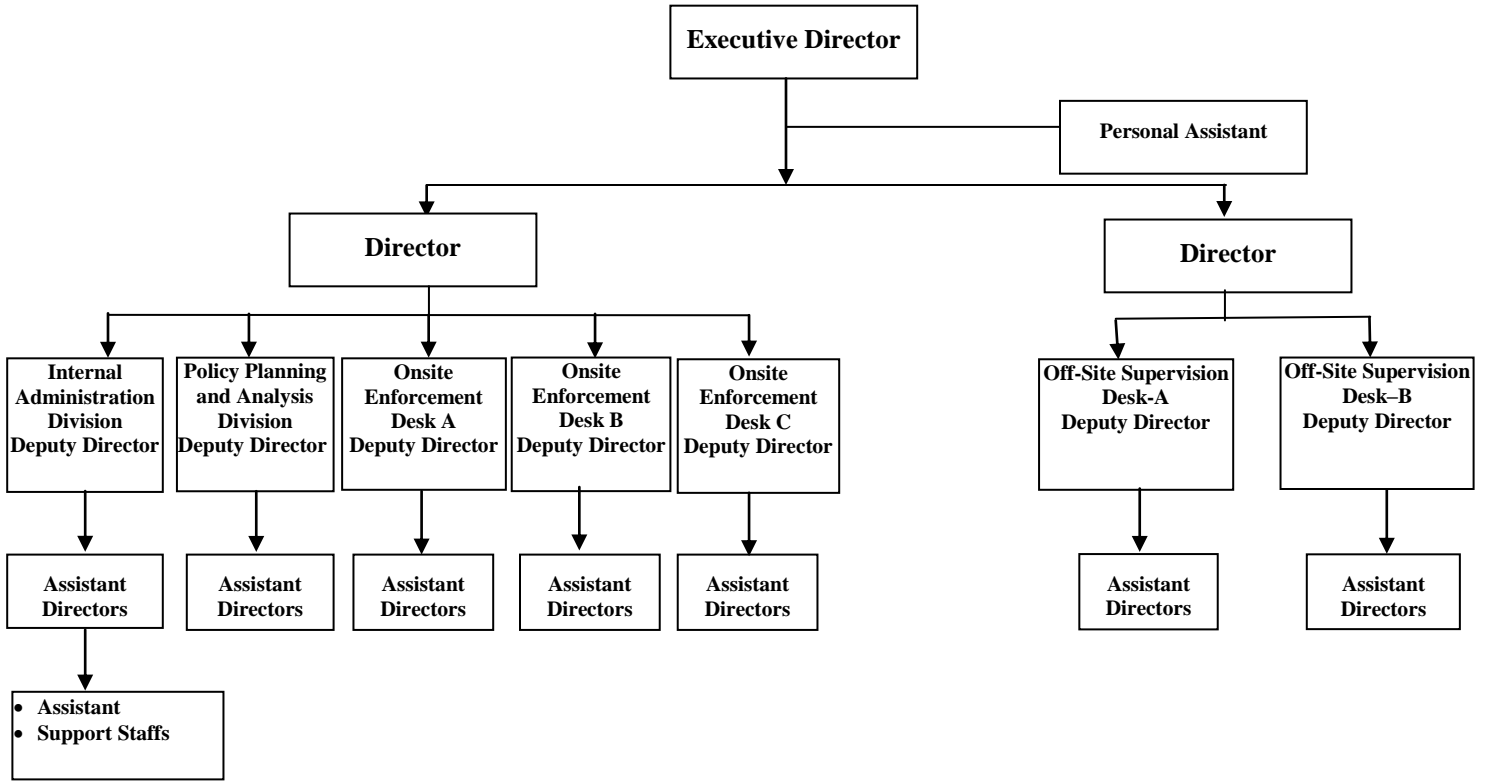 Executive Director
Personal Assistant
Director
Director
Internal
Administration
Division
Deputy Director
Policy Planning
and Analysis
Division
Deputy Director
Onsite
Enforcement
Desk A
Deputy Director
Onsite
Enforcement
Desk B
Deputy Director
Onsite
Enforcement
Desk C
Deputy Director
Off-Site Supervision
Desk-A
Deputy Director
Off-Site Supervision
Desk–B
Deputy Director
Assistant
Directors
Assistant
Directors
Assistant
Directors
Assistant
Directors
Assistant
Directors
Assistant
Directors
Assistant
Directors
• Assistant
• Support Staffs